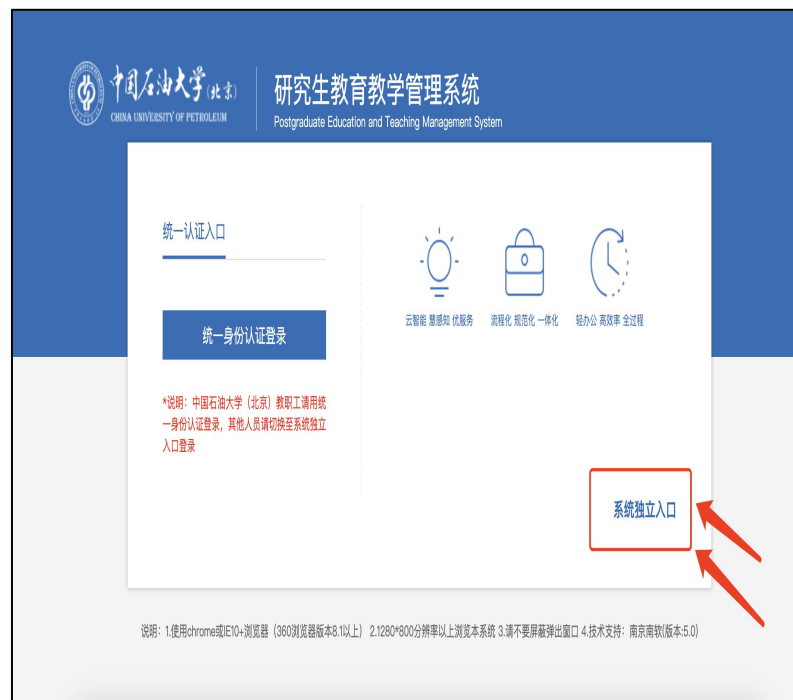 中国石油大学(北京)
CHINA UNIVERSITY OF PETROLEUM
研究生教育教学管理系统
Postgraduate Education and Teaching Management System
统一认证入口
统一身份认证登录
*说明：中国石油大学（北京）教职工请用统
一身份认证登录，其他人员请切换至系统独立
入口登录
云智能 慧感知 优服务
流程化 规范化 一体化
轻办公 高效率 全过程
系统独立入口
说明：1.使用chrome或IE10+浏览器（360浏览器版本8.1以上） 2.1280*800分辨率以上浏览本系统 3.请不要屏蔽弹出窗口 4.技术支持：南京南软(版本:5.0)